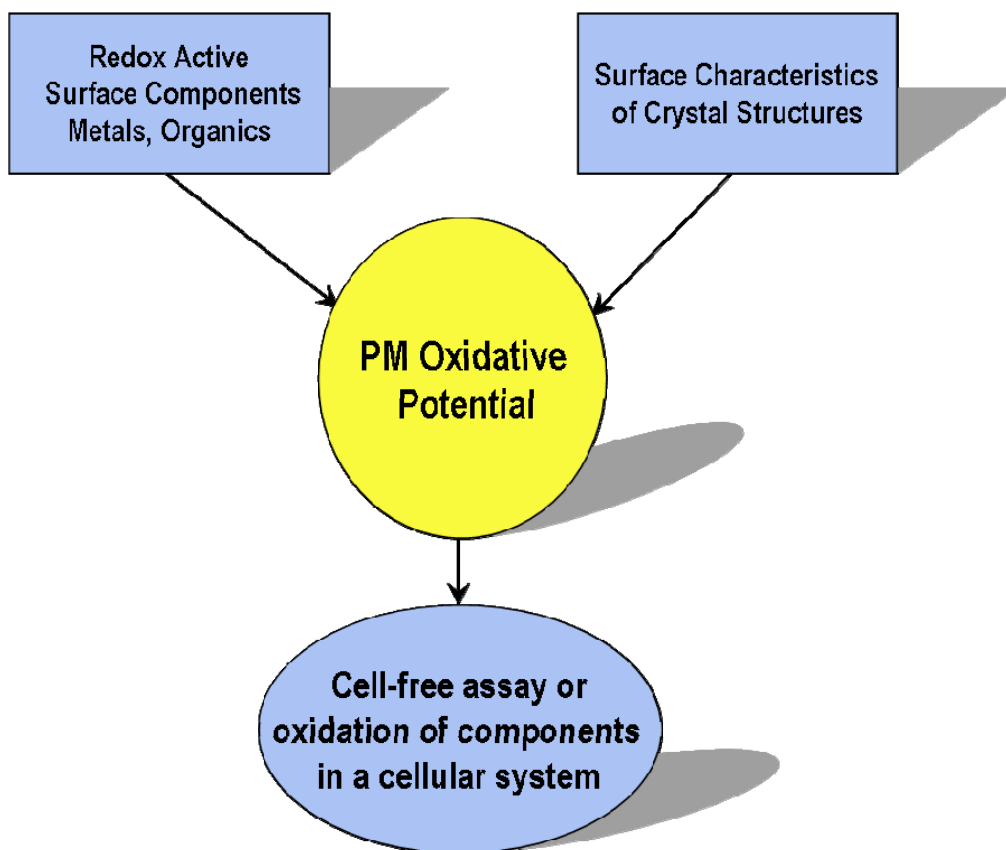 Redox Active
Surface Components
Metals, Organics
Surface Characteristics
of Crystal Structures
PM Oxidative
Potential
Cell-free assay or
oxidation of components
in a cellular system